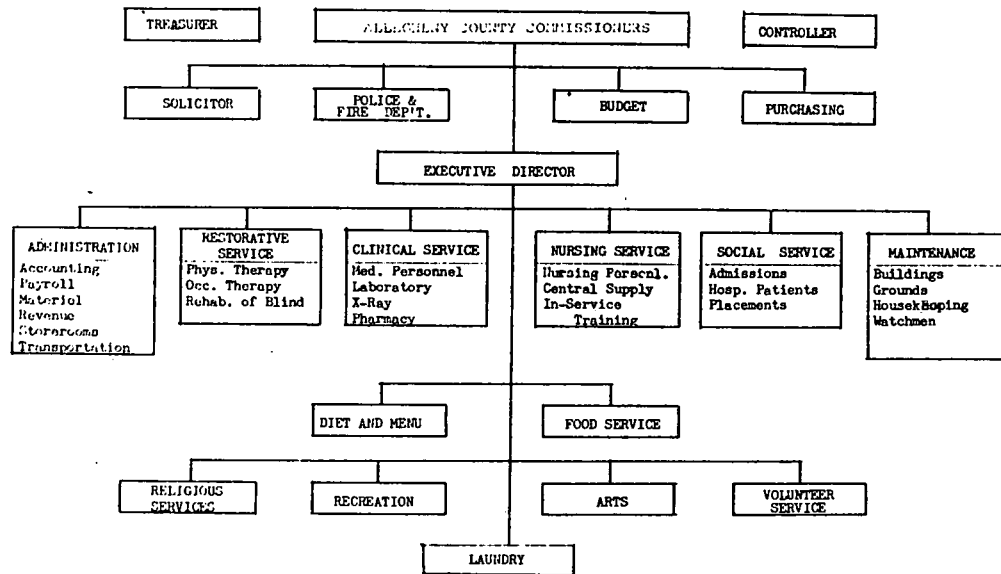 TREASURER
ALLEGHENY COUNTY COMMISSIONERS
CONTROLLER
SOLICITOR
POLICE &
FIRE DEP'T.
BUDGET
PURCHASING
EXECUTIVE DIRECTOR
ADMINISTRATION
Accounting
Payroll
Material
Revenue
Storerooms
Transportation
RESTORATIVE
SERVICE
Phys. Therapy
Occ. Therapy
Rehab. of Blind
CLINICAL SERVICE
Med. Personnel
Laboratory
X-Ray
Pharmacy
NURSING SERVICE
Nursing Personl.
Central Supply
In-Service
Training
SOCIAL SERVICE
Admissions
Hosp. Patients
Placements
MAINTENANCE
Buildings
Grounds
Housekeeping
Watchmen
DIET AND MENU
FOOD SERVICE
RELIGIOUS
SERVICES
RECREATION
ARTS
VOLUNTEER
SERVICE
LAUNDRY